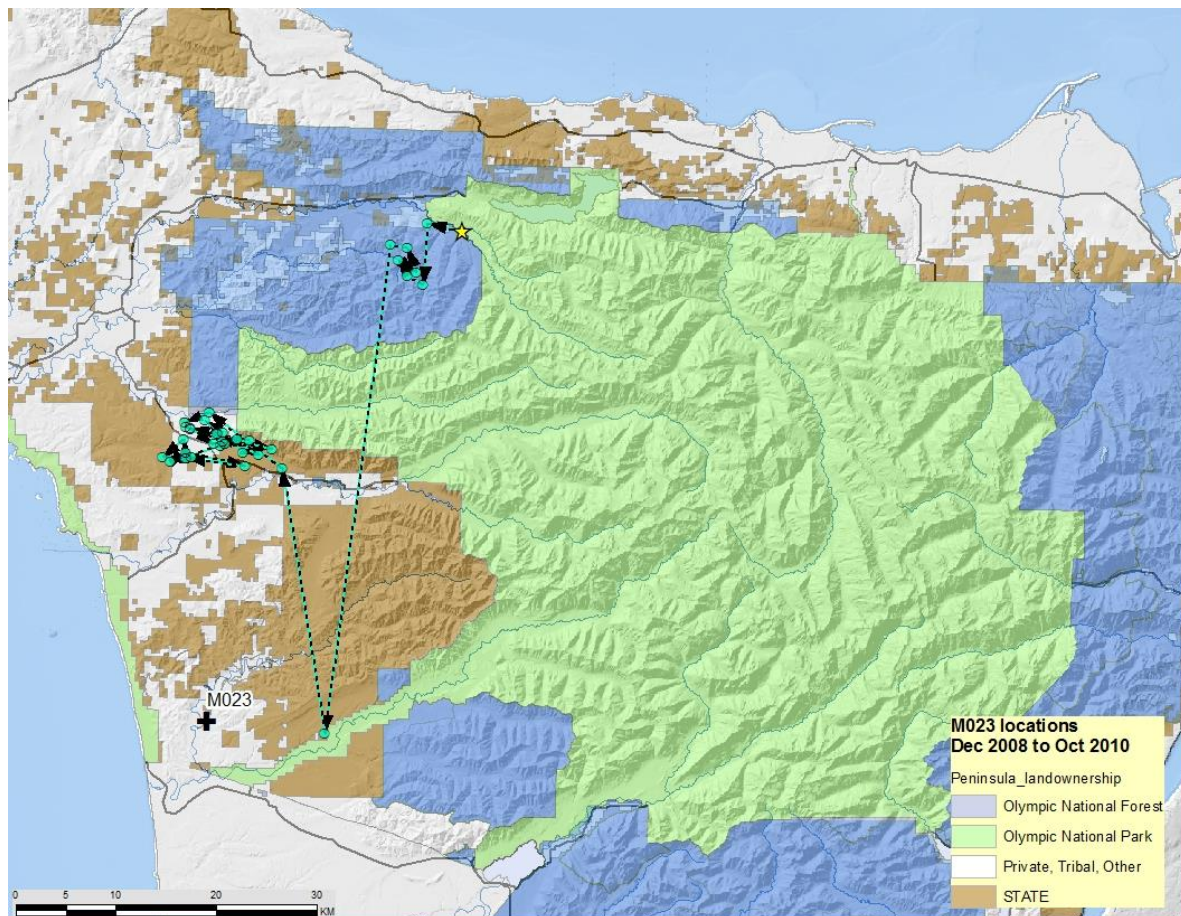 M023
M023 locations
Dec 2008 to Oct 2010
Peninsula_landownership
Olympic National Forest
Olympic National Park
Private, Tribal, Other
STATE
0 5 10 20 30
KM